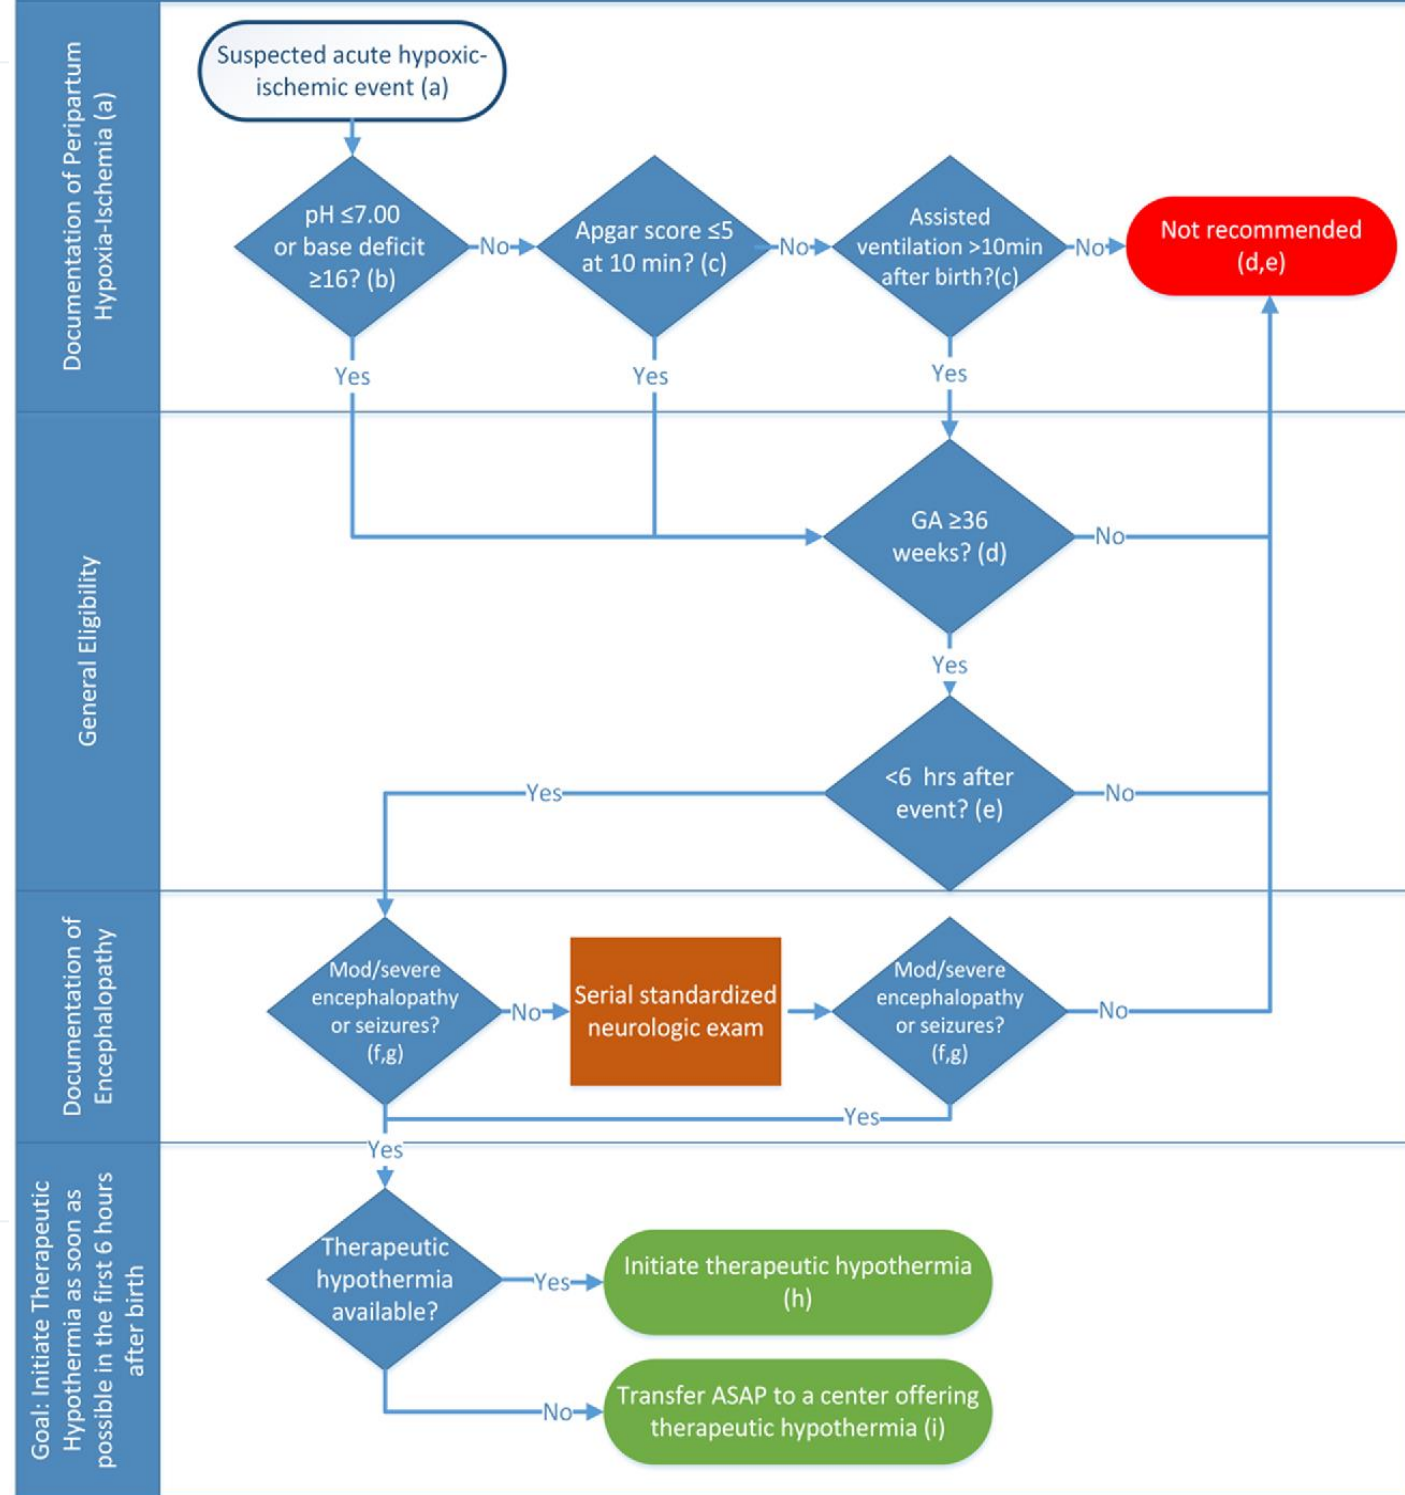 Documentation of Peripartum
Hypoxia-Ischemia (a)
Suspected acute hypoxic-
ischemic event (a)
pH ≤7.00
or base deficit
≥16? (b)
No
Apgar score ≤5
at 10 min? (c)
No
Assisted
ventilation >10min
after birth?(c)
No
Not recommended
(d,e)
Yes
Yes
Yes
General Eligibility
GA ≥36
weeks? (d)
No
Yes
<6 hrs after
event? (e)
Yes
No
Documentation of
Encephalopathy
Mod/severe
encephalopathy
or seizures?
(f,g)
No
Serial standardized
neurologic exam
Mod/severe
encephalopathy
or seizures?
(f,g)
No
Yes
Yes
Goal: Initiate Therapeutic
Hypothermia as soon as
possible in the first 6 hours
after birth
Therapeutic
hypothermia
available?
Yes
Initiate therapeutic hypothermia
(h)
No
Transfer ASAP to a center offering
therapeutic hypothermia (i)